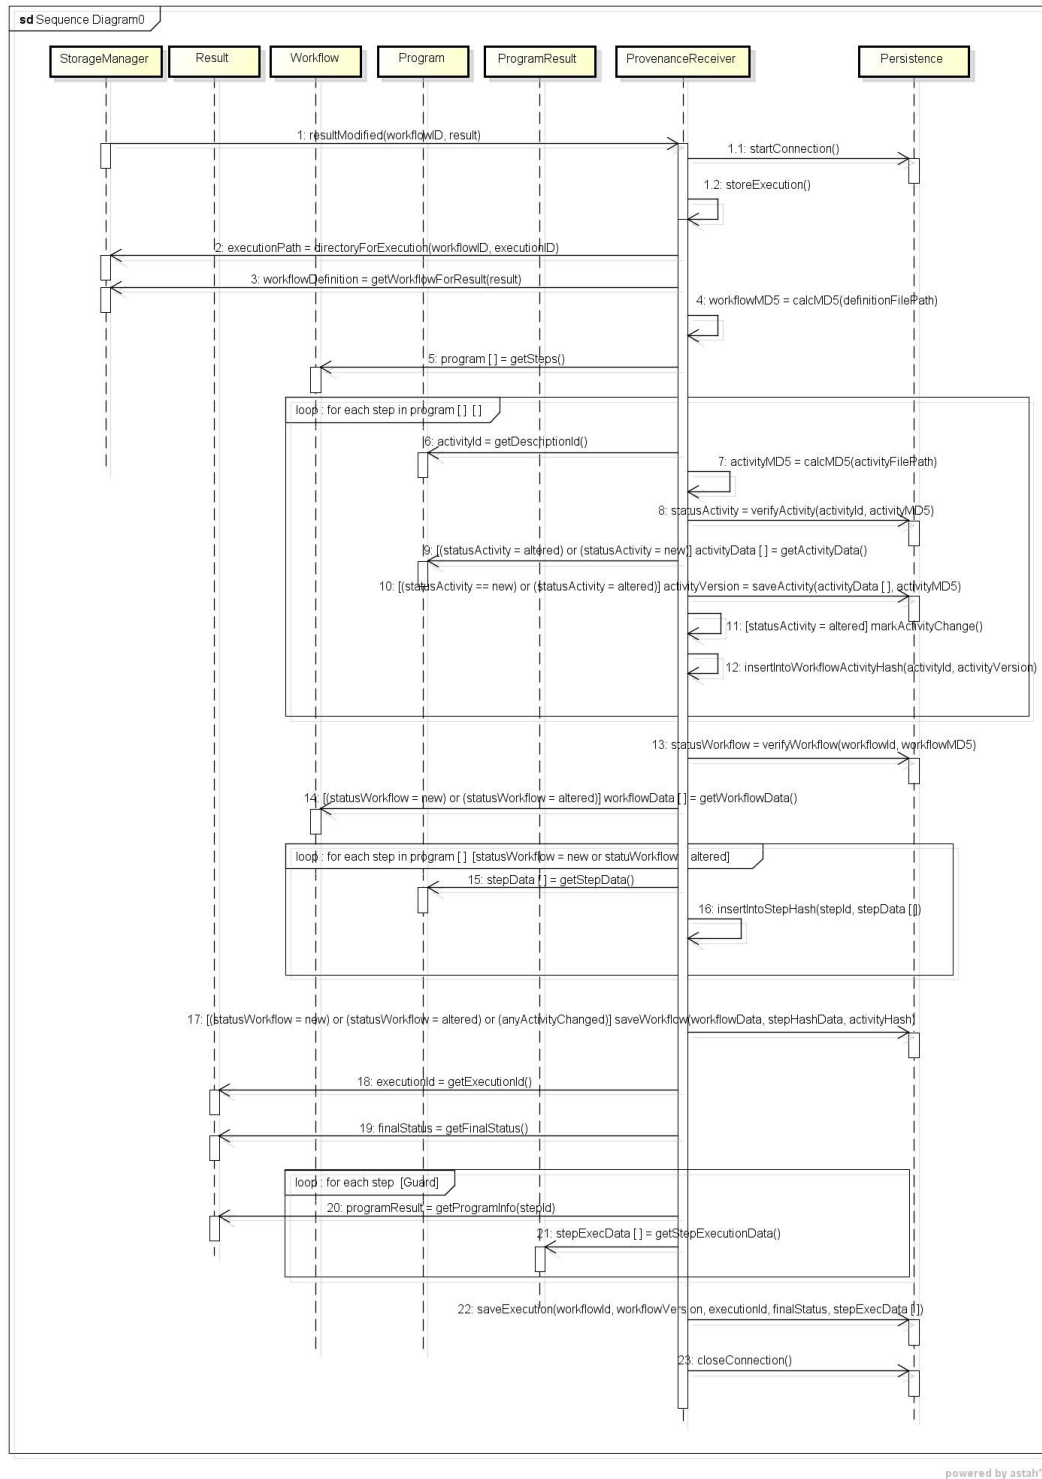 sd Sequence Diagram0
StorageManager
Result
Workflow
Program
ProgramResult
ProvenanceReceiver
Persistence
1: resultModified(workflowID, result)
1.1: startConnection()
1.2: storeExecution()
2: executionPath = directoryForExecution(workflowID, executionID)
3: workflowDefinition = getWorkflowForResult(result)
4: workflowMD5 = calcMD5(definitionFilePath)
5: program [ ] = getSteps()
loop : for each step in program [ ] [ ]
6: activityId = getDescriptionId()
7: activityMD5 = calcMD5(activityFilePath)
8: statusActivity = verifyActivity(activityId, activityMD5)
9: [(statusActivity = altered) or (statusActivity = new)] activityData [ ] = getActivityData()
10: [(statusActivity == new) or (statusActivity = altered)] activityVersion = saveActivity(activityData [ ], activityMD5)
11: [statusActivity = altered] markActivityChange()
12: insertIntoWorkflowActivityHash(activityId, activityVersion)
13: statusWorkflow = verifyWorkflow(workflowId, workflowMD5)
14: [(statusWorkflow = new) or (statusWorkflow = altered)] workflowData [ ] = getWorkflowData()
loop : for each step in program [ ] [statusWorkflow = new or statuWorkflow = altered]
15: stepData [ ] = getStepData()
16: insertIntoStepHash(stepId, stepData [ ])
17: [(statusWorkflow = new) or (statusWorkflow = altered) or (anyActivityChanged)] saveWorkflow(workflowData, stepHashData, activityHash)
18: executionId = getExecutionId()
19: finalStatus = getFinalStatus()
loop : for each step [Guard]
20: programResult = getProgramInfo(stepId)
21: stepExecData [ ] = getStepExecutionData()
22: saveExecution(workflowId, workflowVersion, executionId, finalStatus, stepExecData [ ])
23: closeConnection()
powered by astah*